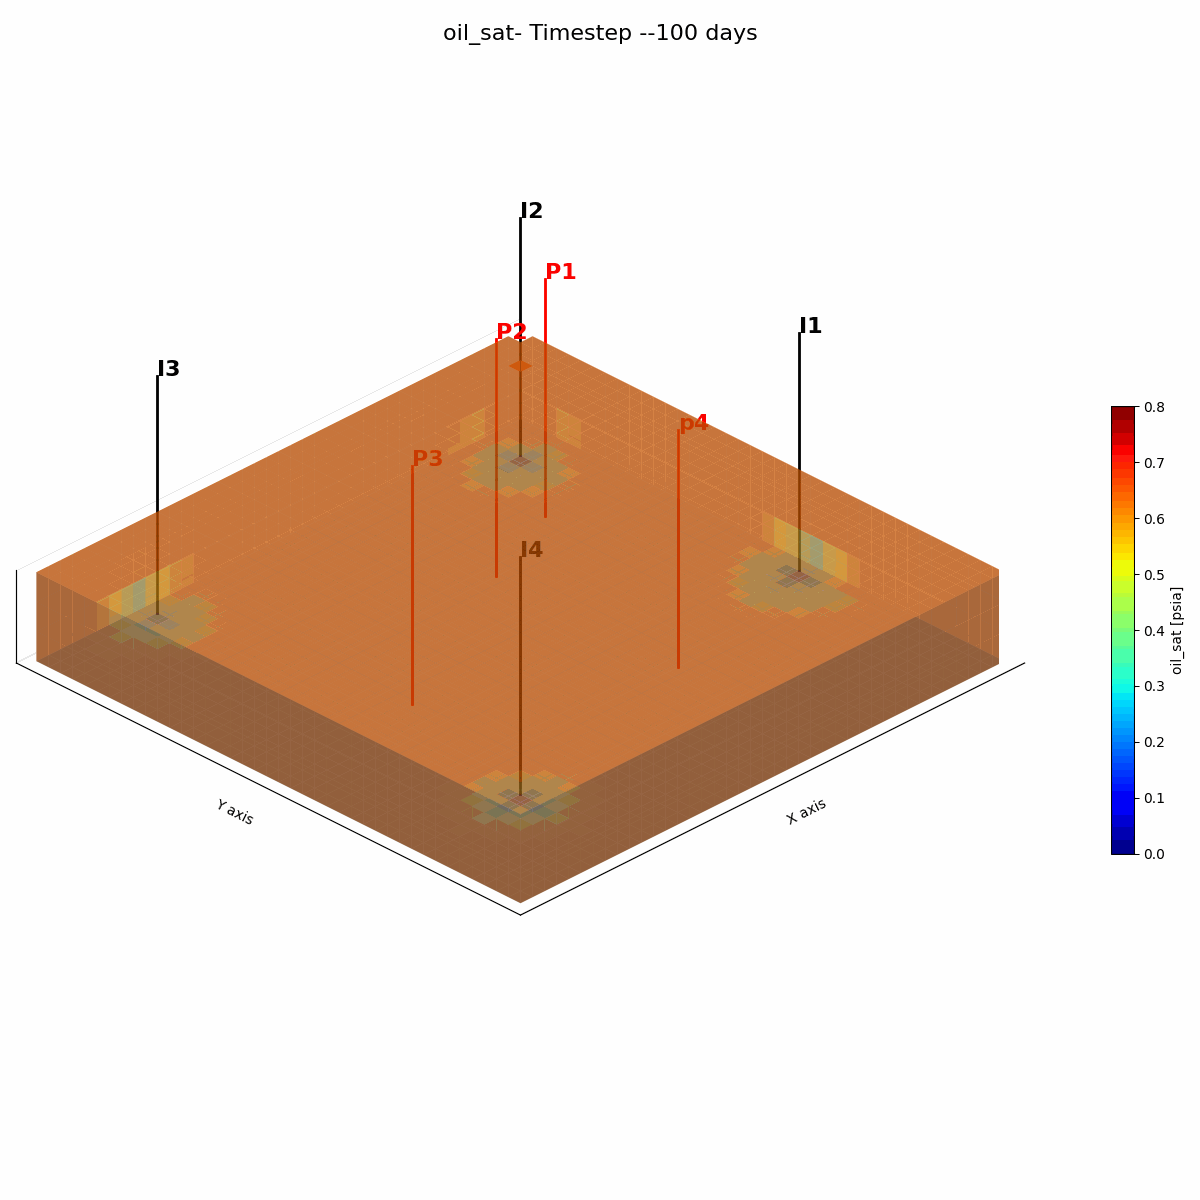 oil_sat- Timestep --100 days
I2
P1
I1
P2
I3
p4
P3
I4
Y axis
X axis
0.8
0.7
0.6
0.5
0.4
0.3
0.2
0.1
0.0
oil_sat [psia]